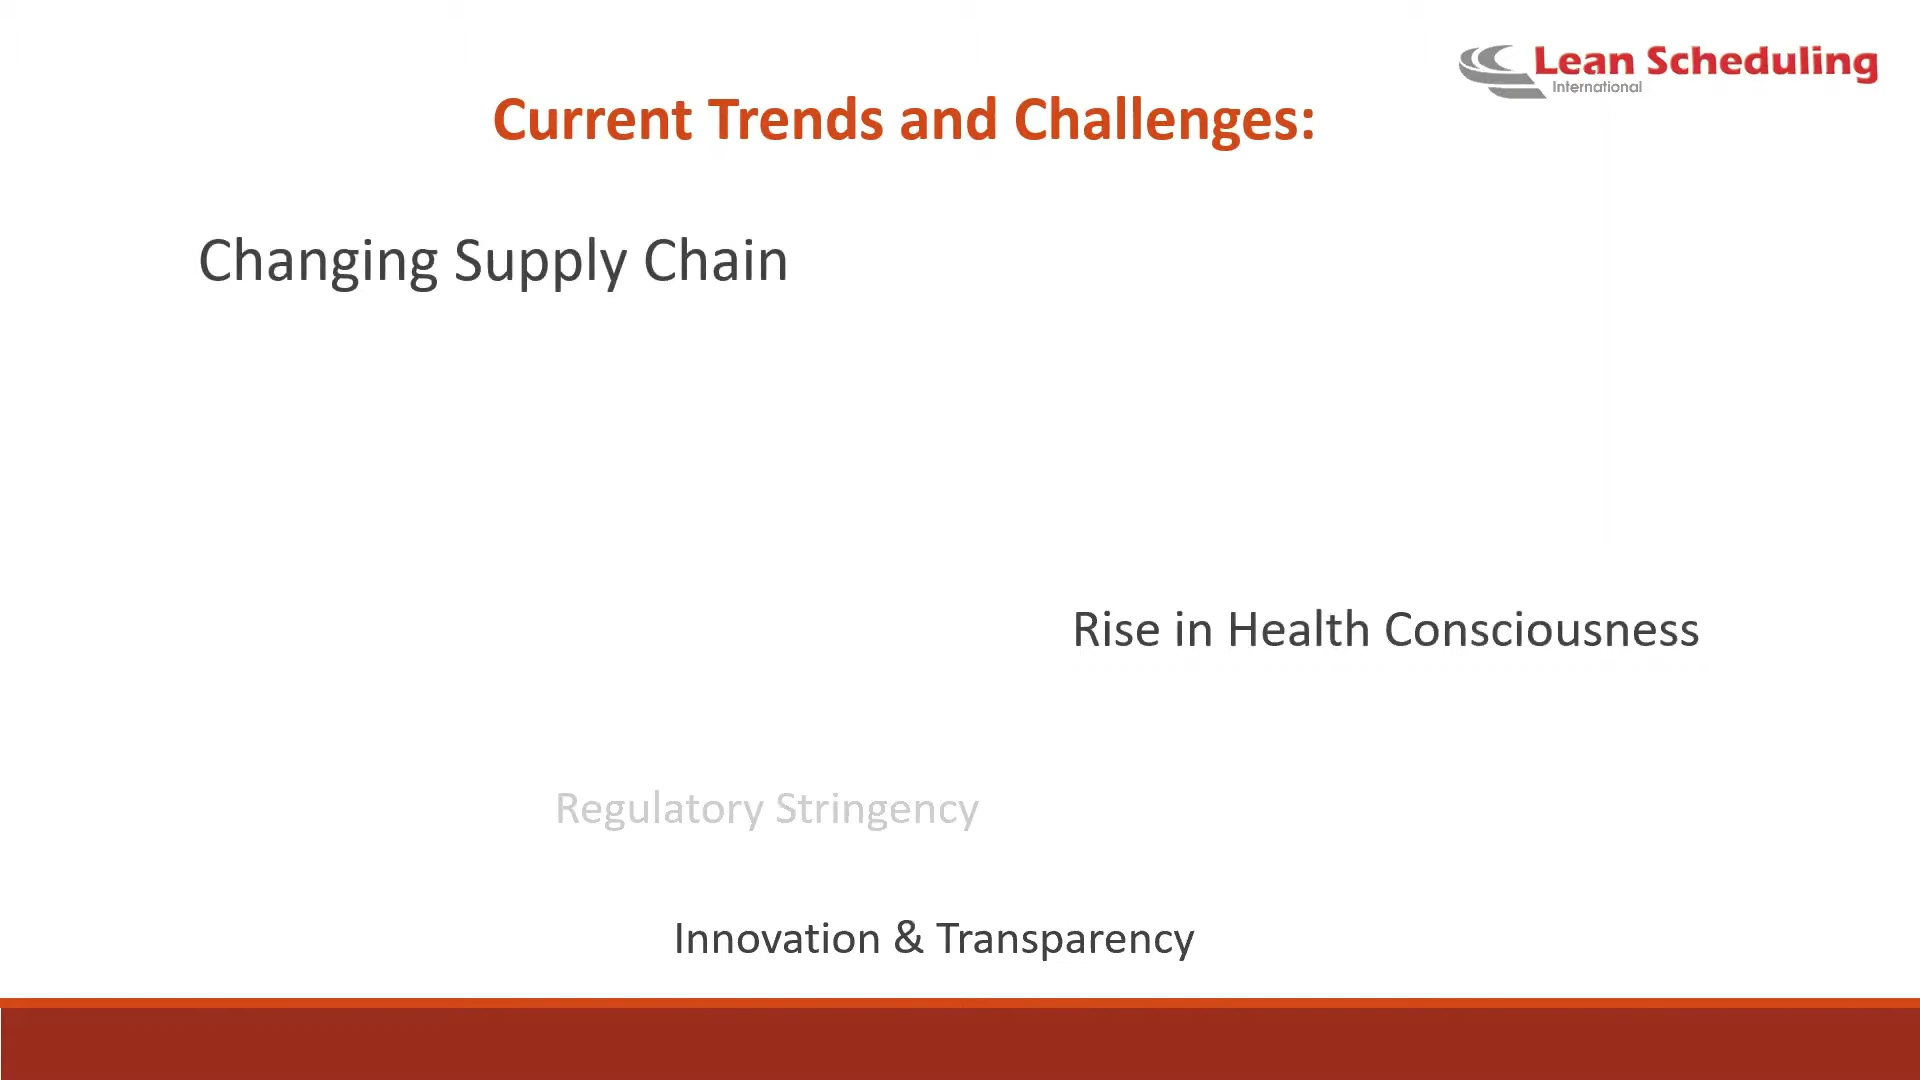 Lean Scheduling
International
Current Trends and Challenges:
Changing Supply Chain
Rise in Health Consciousness
Regulatory Stringency
Innovation & Transparency